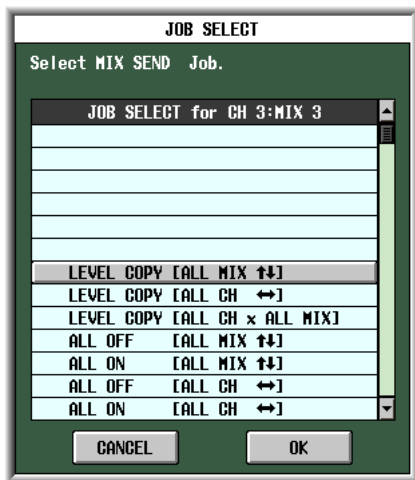 JOB SELECT
Select MIX SEND Job.
JOB SELECT for CH 3:MIX 3
LEVEL COPY [ALL MIX ↑↓]
LEVEL COPY [ALL CH ↔]
LEVEL COPY [ALL CH x ALL MIX]
ALL OFF [ALL MIX ↑↓]
ALL ON [ALL MIX ↑↓]
ALL OFF [ALL CH ↔]
ALL ON [ALL CH ↔]
CANCEL OK